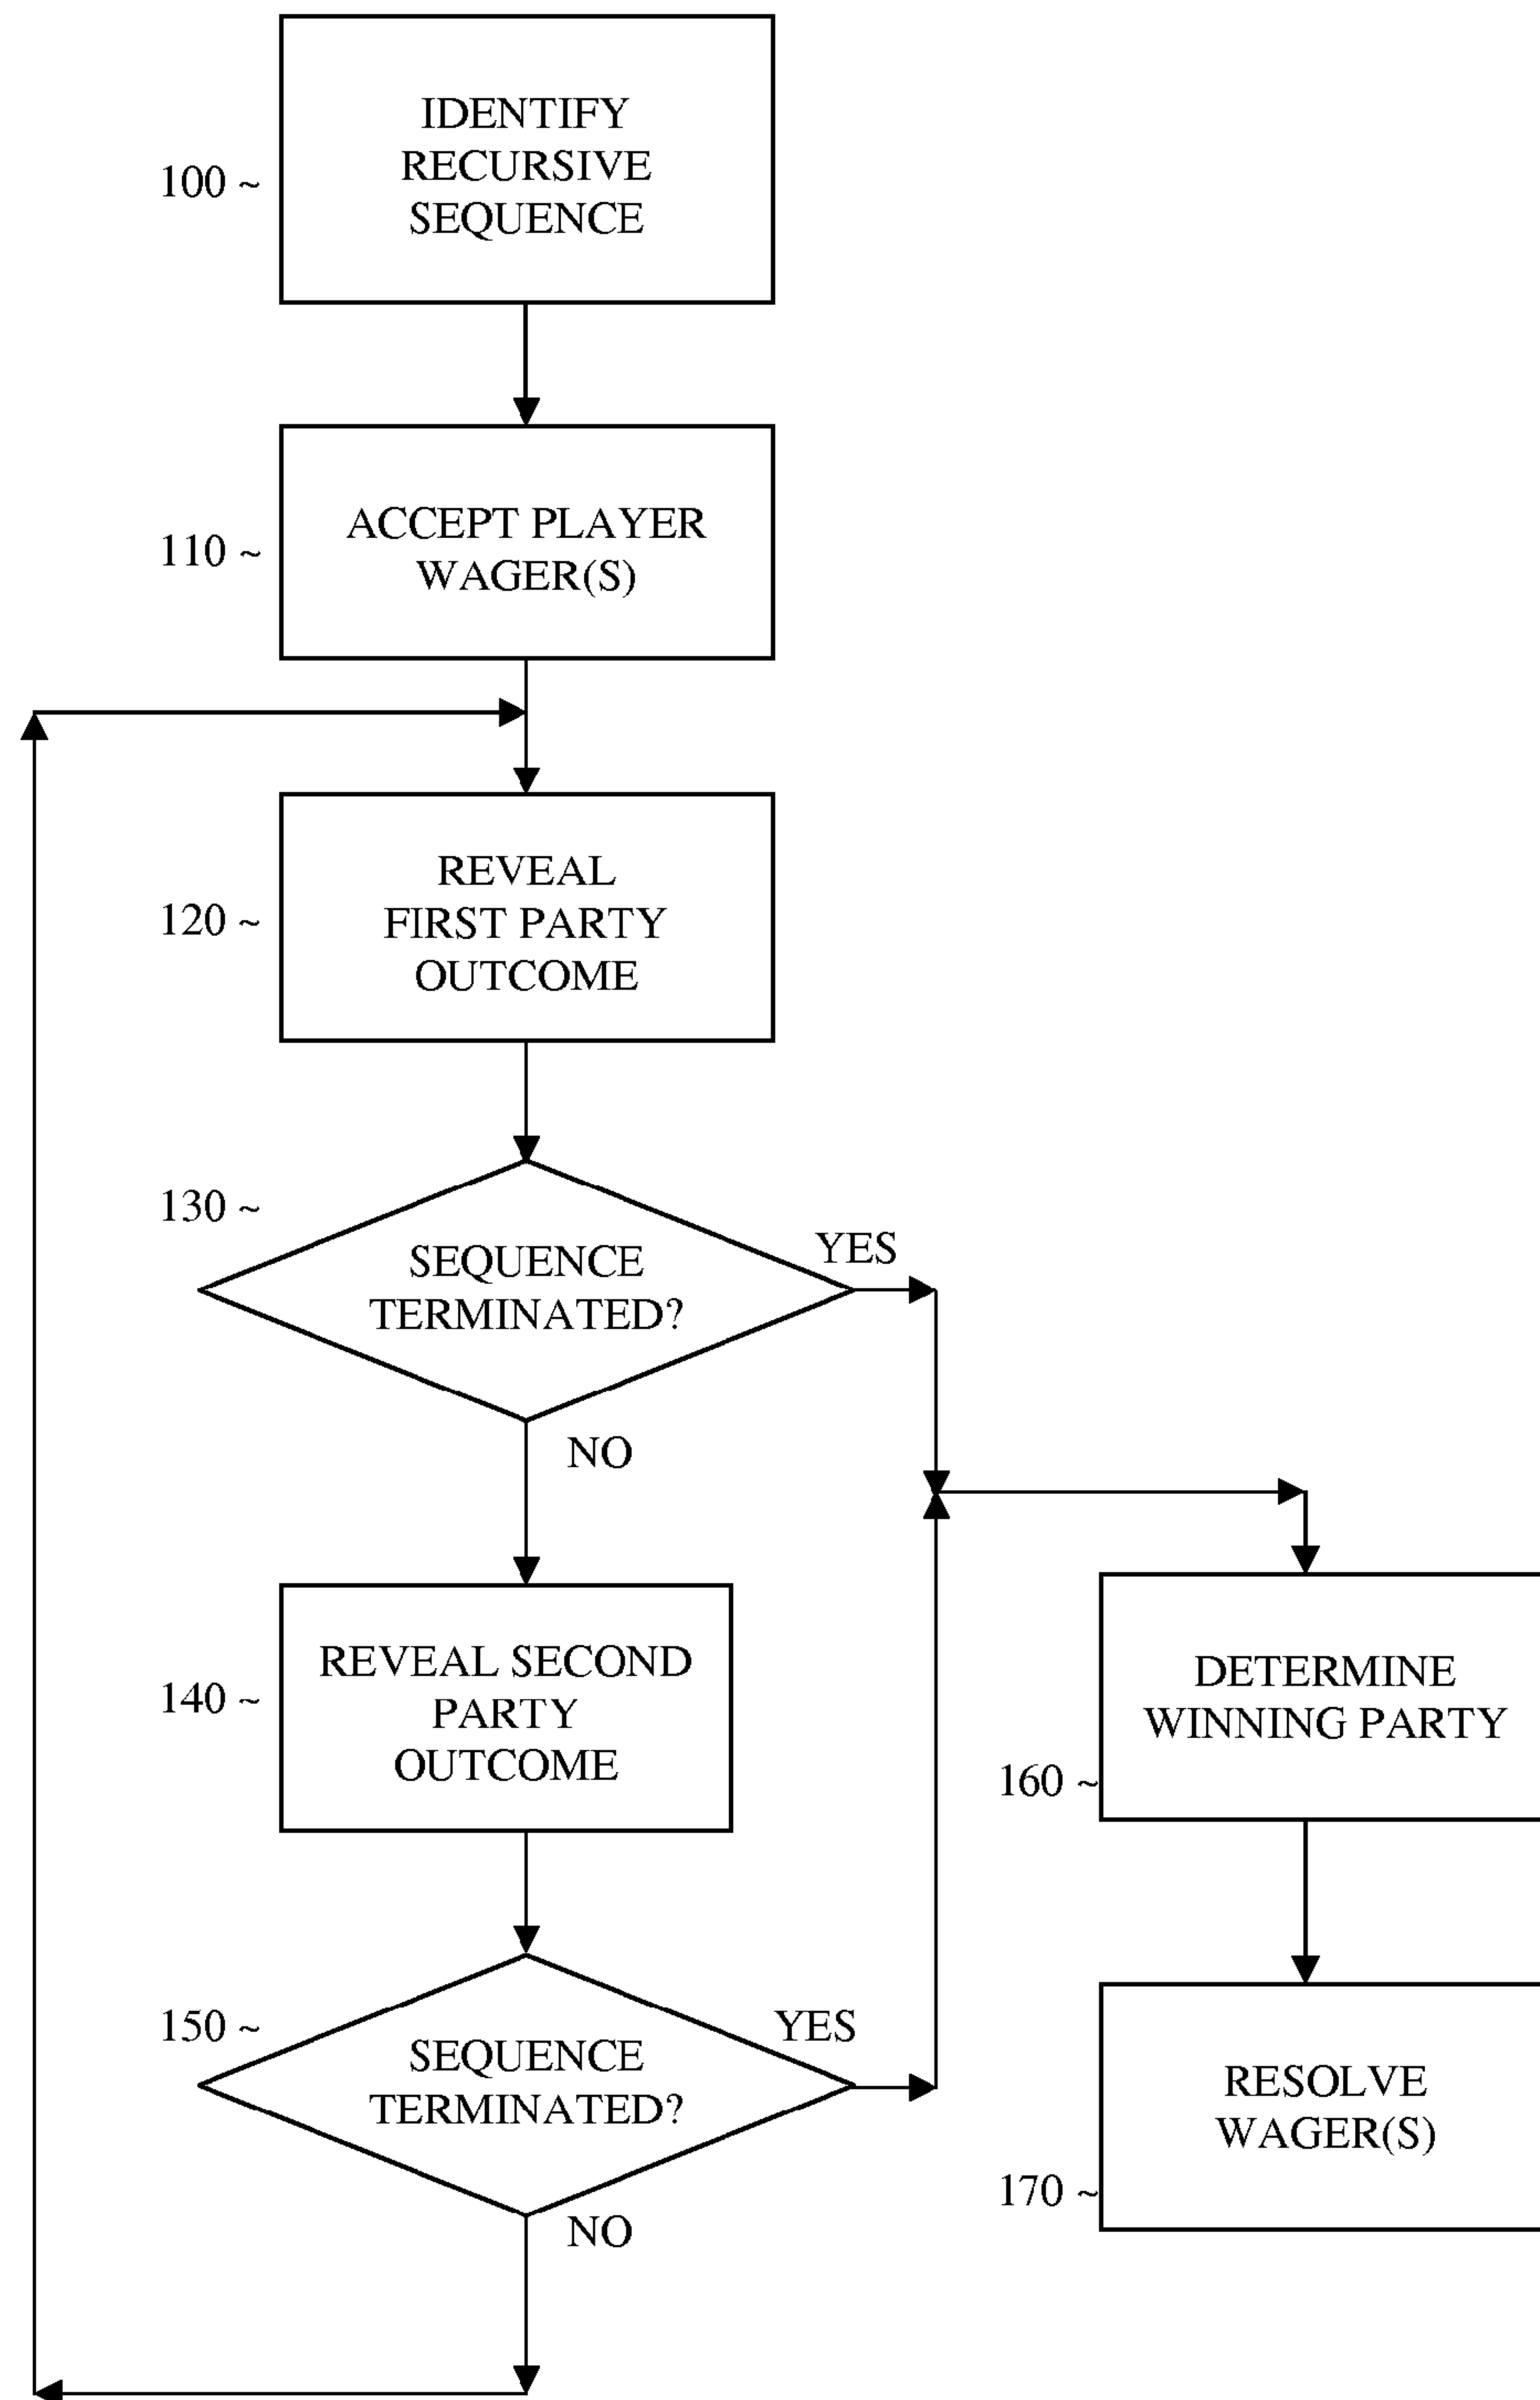 IDENTIFY
RECURSIVE
SEQUENCE
100 ~
ACCEPT PLAYER
WAGER(S)
110 ~
REVEAL
FIRST PARTY
OUTCOME
120 ~
130 ~
SEQUENCE
TERMINATED?
YES
NO
REVEAL SECOND
PARTY
OUTCOME
140 ~
DETERMINE
WINNING PARTY
160 ~
150 ~
SEQUENCE
TERMINATED?
YES
NO
RESOLVE
WAGER(S)
170 ~